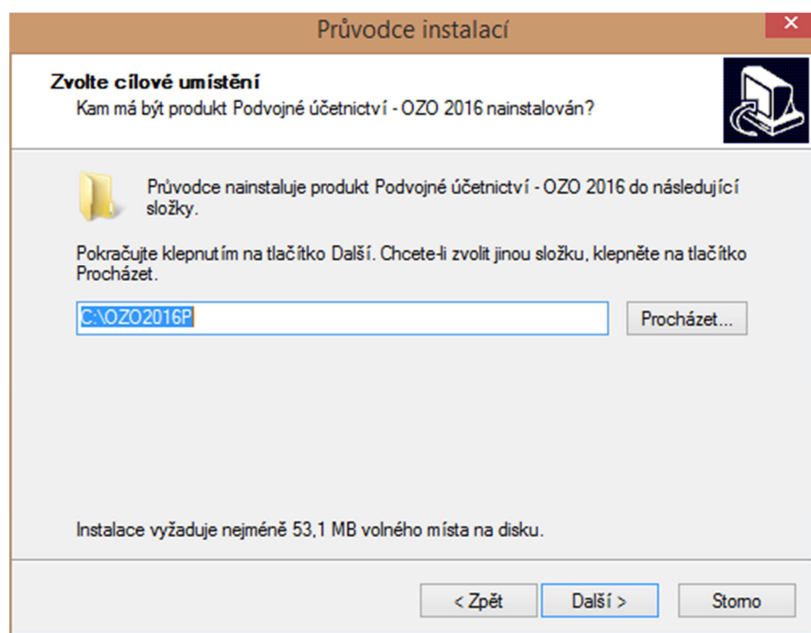 Průvodce instalací
Zvolte cílové umístění
Kam má být produkt Podvojné účetnictví - OZO 2016 nainstalován?
Průvodce nainstaluje produkt Podvojné účetnictví - OZO 2016 do následující
složky.
Pokračujte klepnutím na tlačítko Další. Chcete-li zvolit jinou složku, klepněte na tlačítko
Procházet.
C:\OZO2016P
Procházet...
Instalace vyžaduje nejméně 53,1 MB volného místa na disku.
< Zpět
Další >
Storno